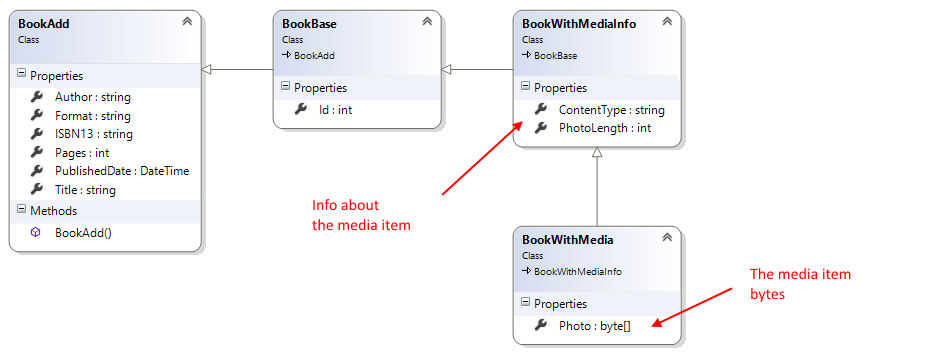 BookAdd
Class
Properties
Author : string
Format : string
ISBN13 : string
Pages : int
PublishedDate : DateTime
Title : string
Methods
BookAdd()
BookBase
Class
BookAdd
Properties
Id : int
BookWithMediaInfo
Class
BookBase
Properties
ContentType : string
PhotoLength : int
Info about
the media item
BookWithMedia
Class
BookWithMediaInfo
Properties
Photo : byte[]
The media item
bytes